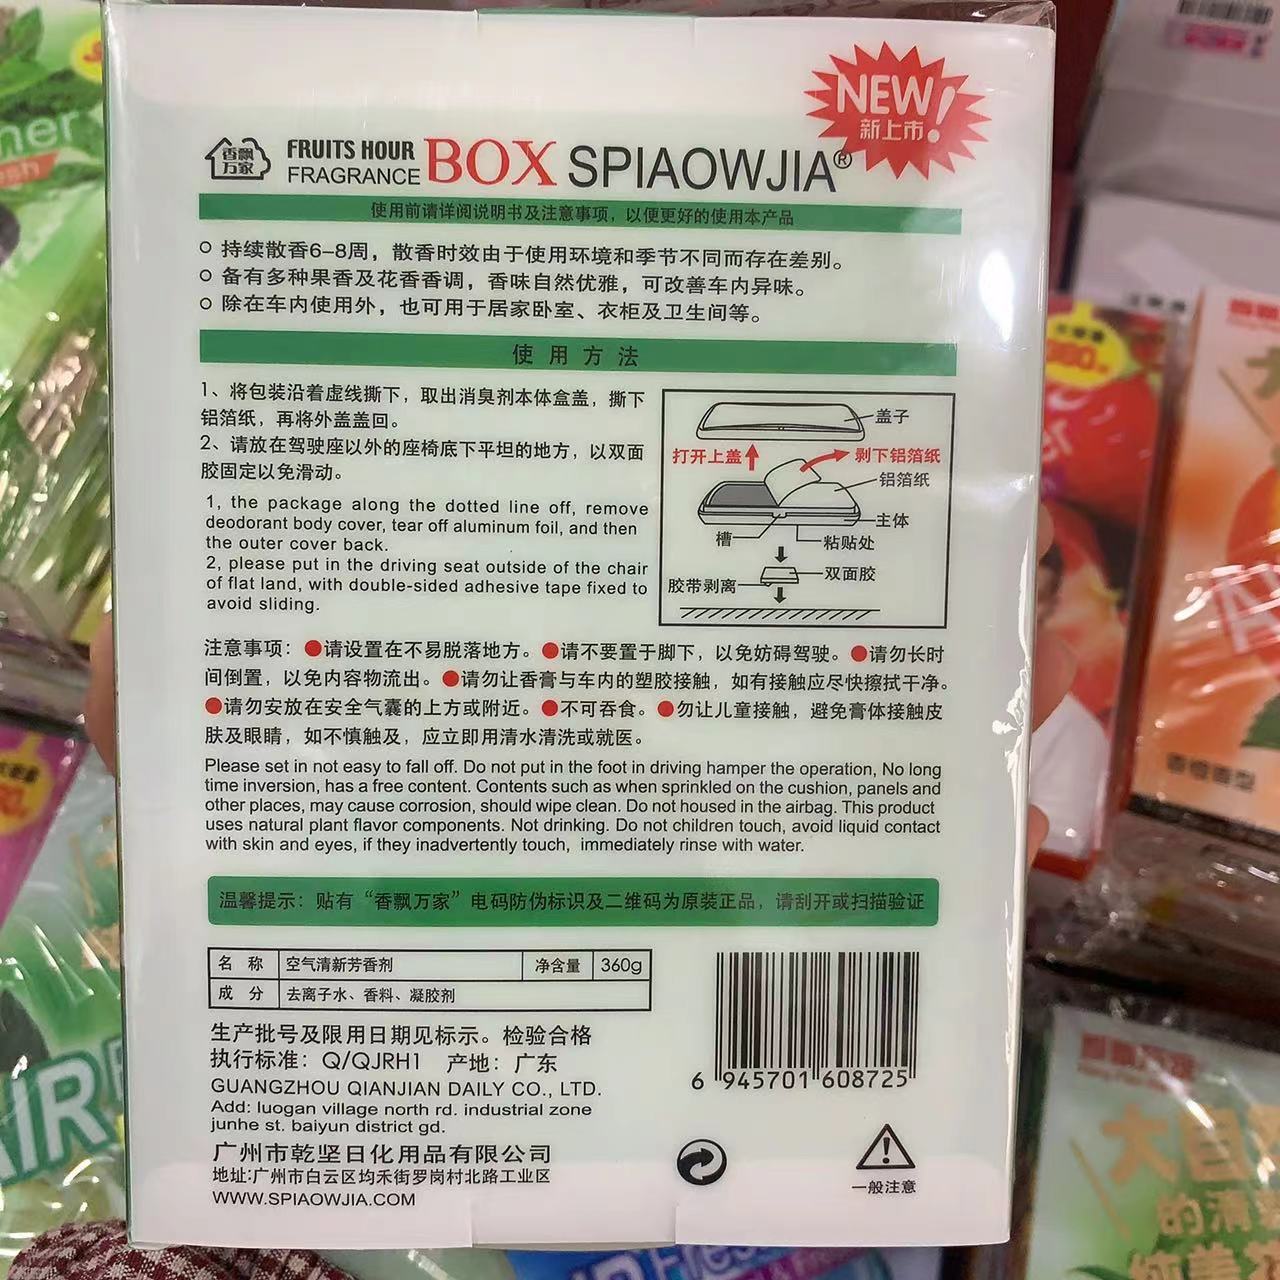 NEW!
新上市
香飘
万家
FRUITS HOUR
FRAGRANCE
BOX SPIAOWJIA®
使用前请详阅说明书及注意事项，以便更好的使用本产品
持续散香6-8周，散香时效由于使用环境和季节不同而存在差别。
备有多种果香及花香香调，香味自然优雅，可改善车内异味。
除在车内使用外，也可用于居家卧室、衣柜及卫生间等。
使用方法
1、将包装沿着虚线撕下，取出消臭剂本体盒盖，撕下
铝箔纸，再将外盖盖回。
2、请放在驾驶座以外的座椅底下平坦的地方，以双面
胶固定以免滑动。
1, the package along the dotted line off, remove
deodorant body cover, tear off aluminum foil, and then
the outer cover back.
2, please put in the driving seat outside of the chair
of flat land, with double-sided adhesive tape fixed to
avoid sliding.
盖子
打开上盖
剥下铝箔纸
铝箔纸
主体
槽
粘贴处
双面胶
胶带剥离
注意事项：●请设置在不易脱落地方。●请不要置于脚下，以免妨碍驾驶。●请勿长时
间倒置，以免内容物流出。●请勿让香膏与车内的塑胶接触，如有接触应尽快擦拭干净。
●请勿安放在安全气囊的上方或附近。●不可吞食。●勿让儿童接触，避免膏体接触皮
肤及眼睛，如不慎触及，应立即用清水清洗或就医。
Please set in not easy to fall off. Do not put in the foot in driving hamper the operation, No long
time inversion, has a free content. Contents such as when sprinkled on the cushion, panels and
other places, may cause corrosion, should wipe clean. Do not housed in the airbag. This product
uses natural plant flavor components. Not drinking. Do not children touch, avoid liquid contact
with skin and eyes, if they inadvertently touch, immediately rinse with water.
温馨提示：贴有“香飘万家”电码防伪标识及二维码为原装正品，请刮开或扫描验证
名 称 空气清新芳香剂 净含量 360g
成 分 去离子水、香料、凝胶剂
生产批号及限用日期见标示。检验合格
执行标准：Q/QJRH1 产地：广东
GUANGZHOU QIANJIAN DAILY CO., LTD.
Add: luogan village north rd. industrial zone
junhe st. baiyun district gd.
广州市乾坚日化用品有限公司
地址:广州市白云区均禾街罗岗村北路工业区
WWW.SPIAOWJIA.COM
6 945701 608725
一般注意